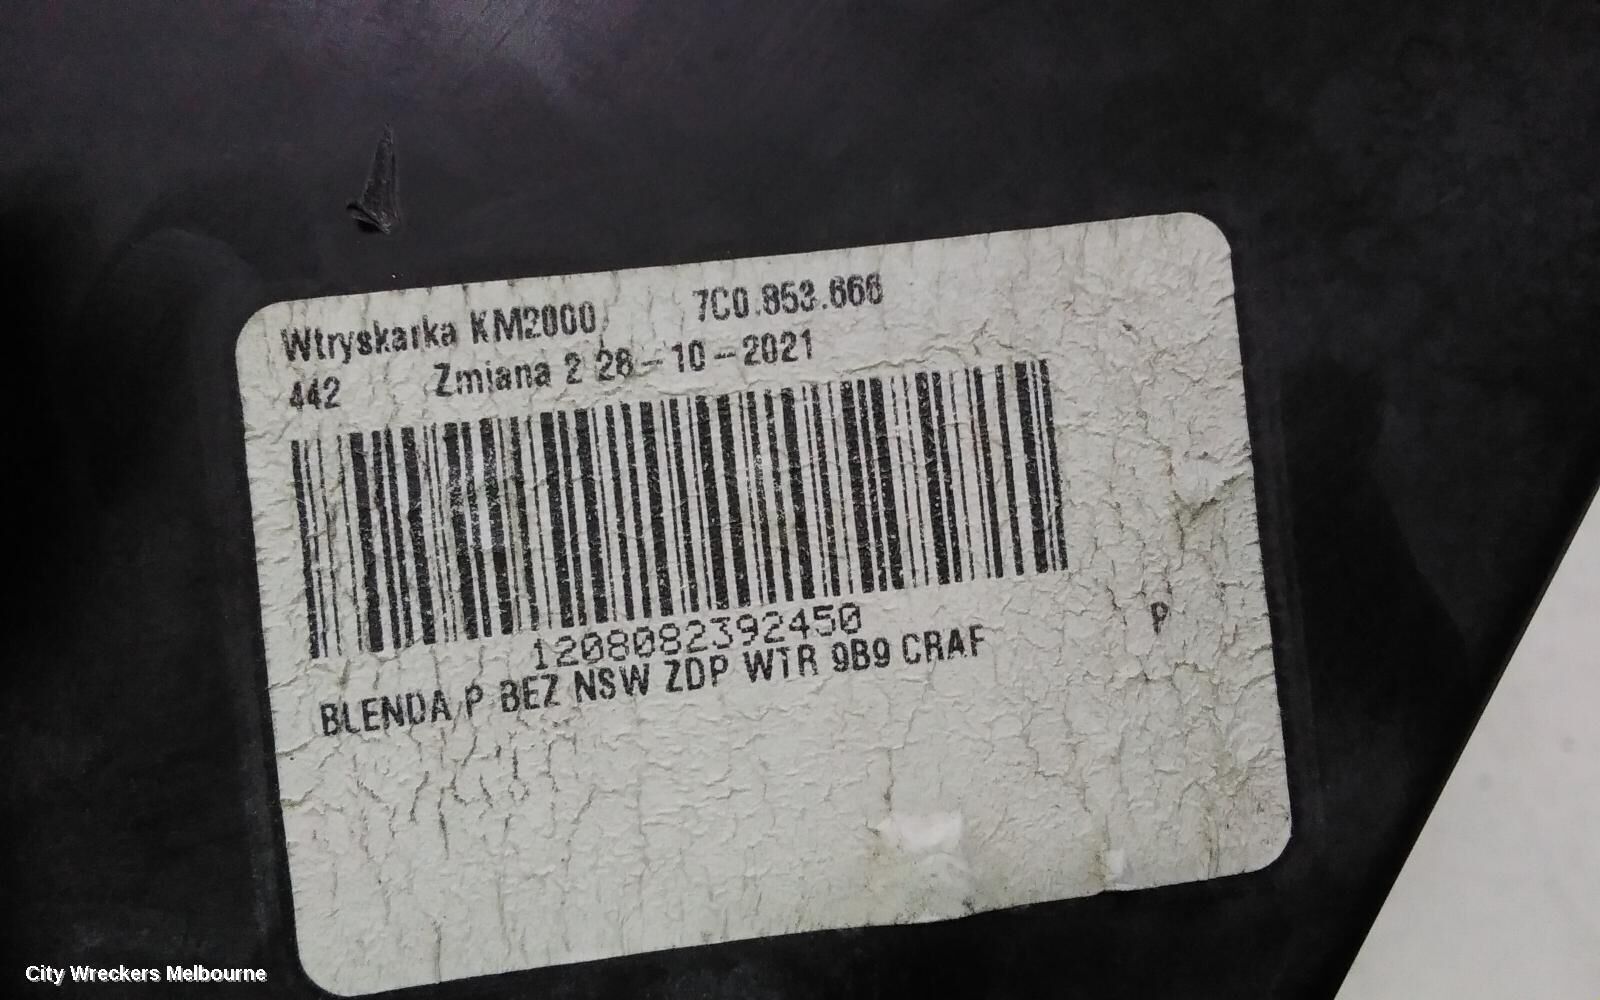 Wtryskarka KM2000 7C0.853.666
442 Zmiana 2 28-10-2021
1208082392450
BLENDA P BEZ NSW ZDP WTR 9B9 CRAF
P
City Wreckers Melbourne